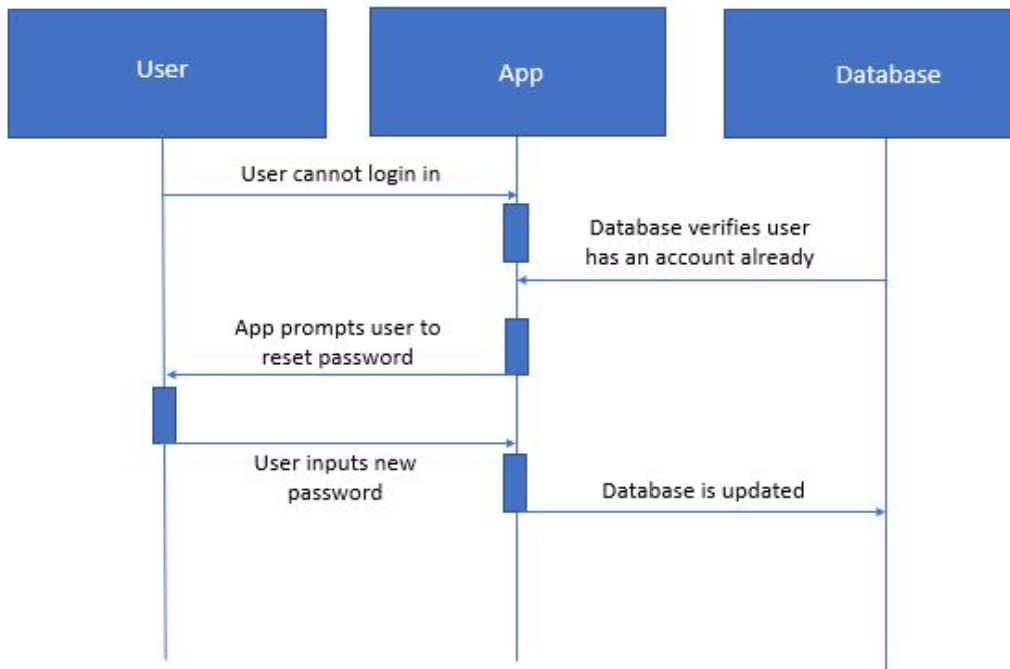 User
App
Database
User cannot login in
Database verifies user
has an account already
App prompts user to
reset password
User inputs new
password
Database is updated